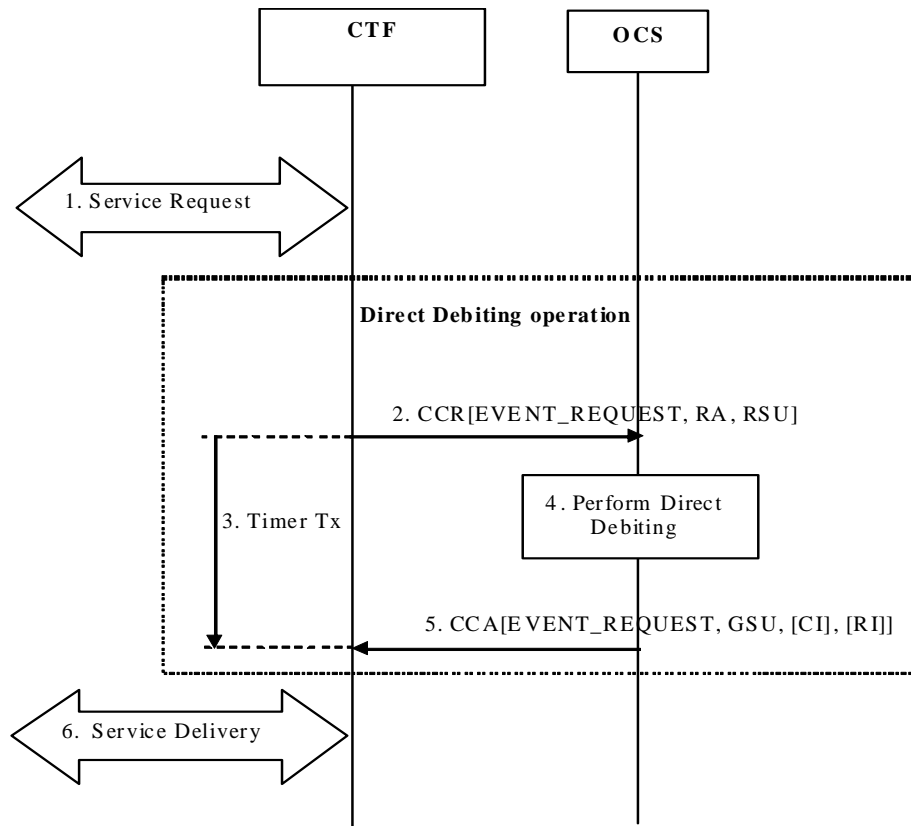 CTF
OCS
1. Service Request
Direct Debiting operation
2. CCR[EVENT_REQUEST, RA, RSU]
3. Timer Tx
4. Perform Direct
Debiting
5. CCA[EVENT_REQUEST, GSU, [CI], [RI]]
6. Service Delivery